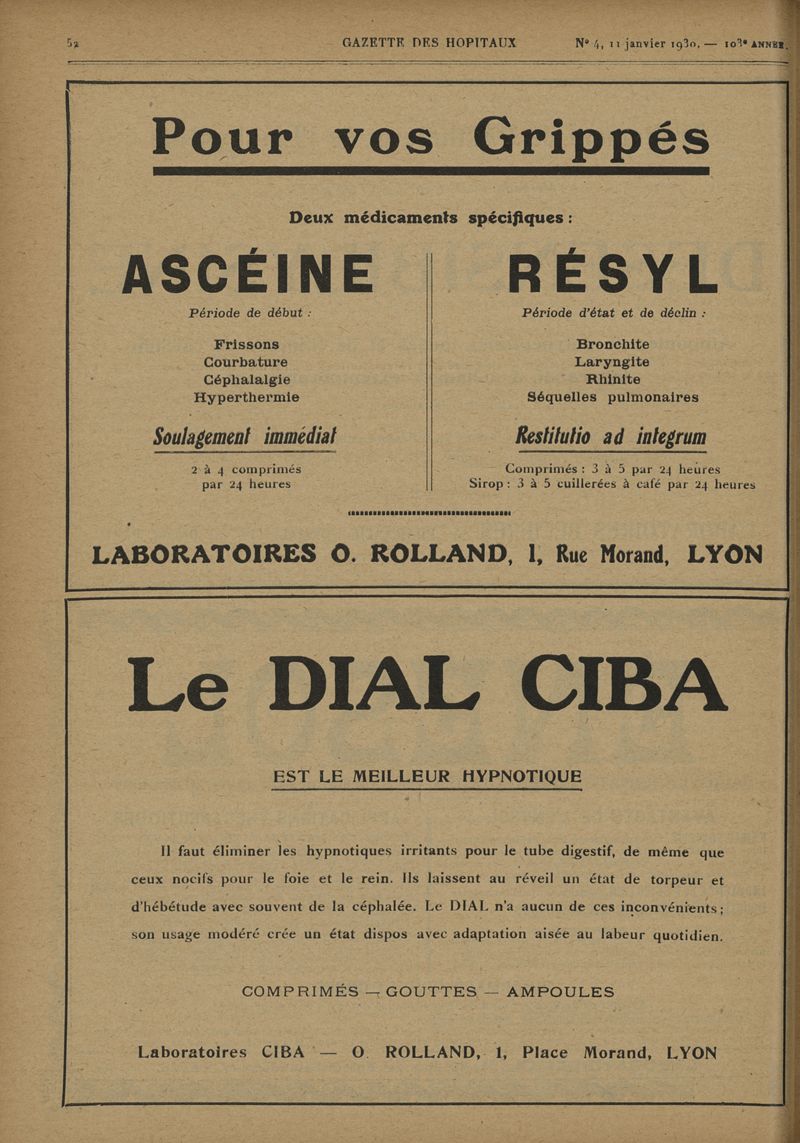 52 GAZETTE DES HOPITAUX Nº 4, 11 janvier 1930. — 103ᵉ ANNÉE.
Pour vos Grippés
Deux médicaments spécifiques :
ASCÉINE
Période de début :
Frissons
Courbature
Céphalalgie
Hyperthermie
Soulagement immédiat
2 à 4 comprimés
par 24 heures
RÉSYL
Période d'état et de déclin :
Bronchite
Laryngite
Rhinite
Séquelles pulmonaires
Restitutio ad integrum
Comprimés : 3 à 5 par 24 heures
Sirop : 3 à 5 cuillerées à café par 24 heures
LABORATOIRES O. ROLLAND, 1, Rue Morand, LYON
Le DIAL CIBA
EST LE MEILLEUR HYPNOTIQUE
Il faut éliminer les hypnotiques irritants pour le tube digestif, de même que
ceux nocifs pour le foie et le rein. Ils laissent au réveil un état de torpeur et
d'hébétude avec souvent de la céphalée. Le DIAL n'a aucun de ces inconvénients ;
son usage modéré crée un état dispos avec adaptation aisée au labeur quotidien.
COMPRIMÉS — GOUTTES — AMPOULES
Laboratoires CIBA — O. ROLLAND, 1, Place Morand, LYON